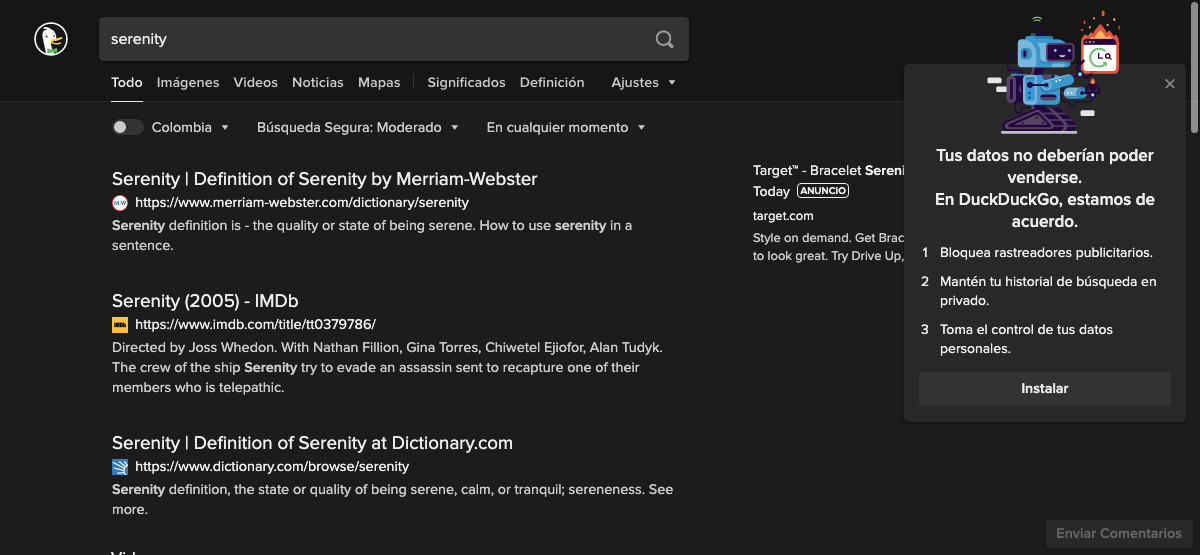 serenity
Todo Imágenes Videos Noticias Mapas Significados Definición Ajustes
Colombia Búsqueda Segura: Moderado En cualquier momento
Serenity | Definition of Serenity by Merriam-Webster
M-W https://www.merriam-webster.com/dictionary/serenity
Serenity definition is - the quality or state of being serene. How to use serenity in a
sentence.
Serenity (2005) - IMDb
IMDb https://www.imdb.com/title/tt0379786/
Directed by Joss Whedon. With Nathan Fillion, Gina Torres, Chiwetel Ejiofor, Alan Tudyk.
The crew of the ship Serenity try to evade an assassin sent to recapture one of their
members who is telepathic.
Serenity | Definition of Serenity at Dictionary.com
https://www.dictionary.com/browse/serenity
Serenity definition, the state or quality of being serene, calm, or tranquil; sereneness. See
more.
Target™ - Bracelet Sereni
Today ANUNCIO
target.com
Style on demand. Get Brac
to look great. Try Drive Up,
Tus datos no deberían poder
venderse.
En DuckDuckGo, estamos de
acuerdo.
1 Bloquea rastreadores publicitarios.
2 Mantén tu historial de búsqueda en
privado.
3 Toma el control de tus datos
personales.
Instalar
Enviar Comentarios